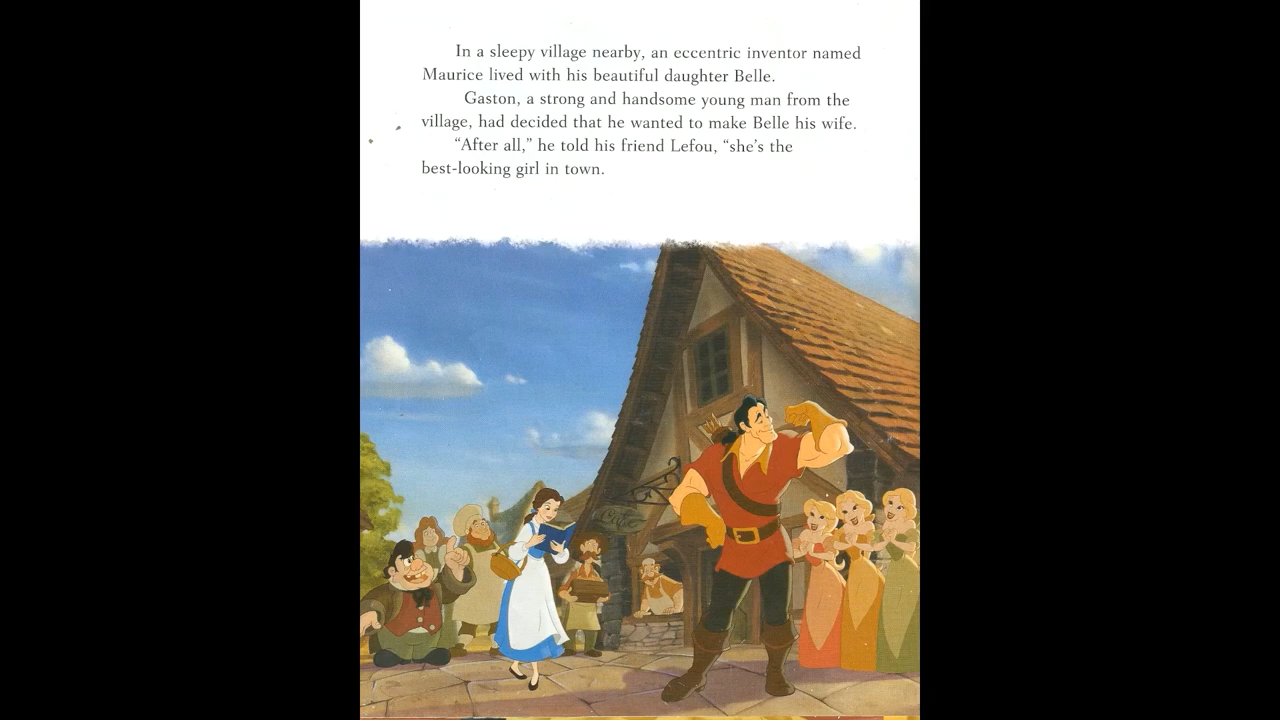 In a sleepy village nearby, an eccentric inventor named
Maurice lived with his beautiful daughter Belle.
Gaston, a strong and handsome young man from the
village, had decided that he wanted to make Belle his wife.
“After all,” he told his friend Lefou, “she’s the
best-looking girl in town.
Cafe